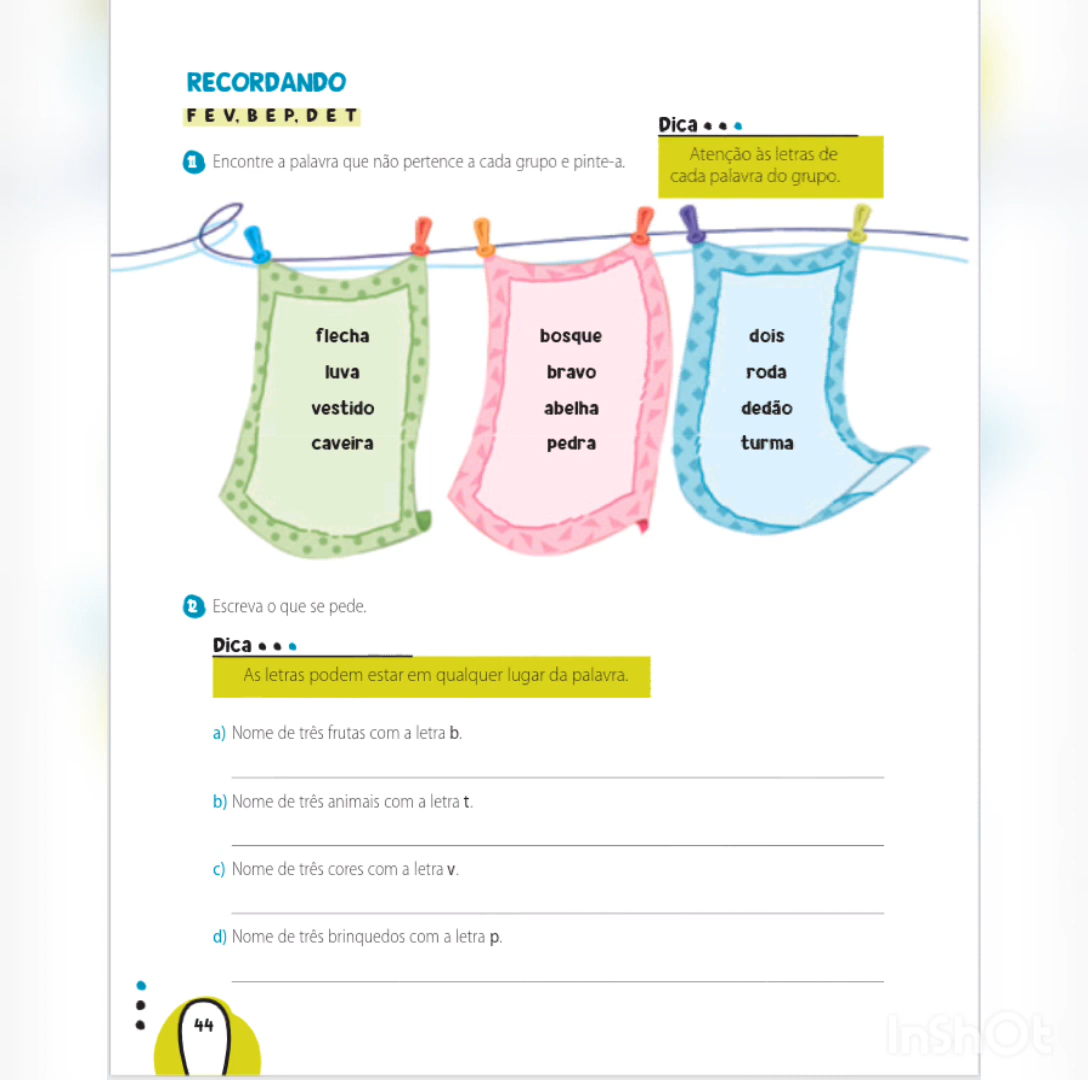 RECORDANDO
F E V, B E P, D E T
Dica
1 Encontre a palavra que não pertence a cada grupo e pinte-a.
Atenção às letras de
cada palavra do grupo.
flecha
luva
vestido
caveira
bosque
bravo
abelha
pedra
dois
roda
dedão
turma
2 Escreva o que se pede.
Dica
As letras podem estar em qualquer lugar da palavra.
a) Nome de três frutas com a letra b.
b) Nome de três animais com a letra t.
c) Nome de três cores com a letra v.
d) Nome de três brinquedos com a letra p.
44
InShOt